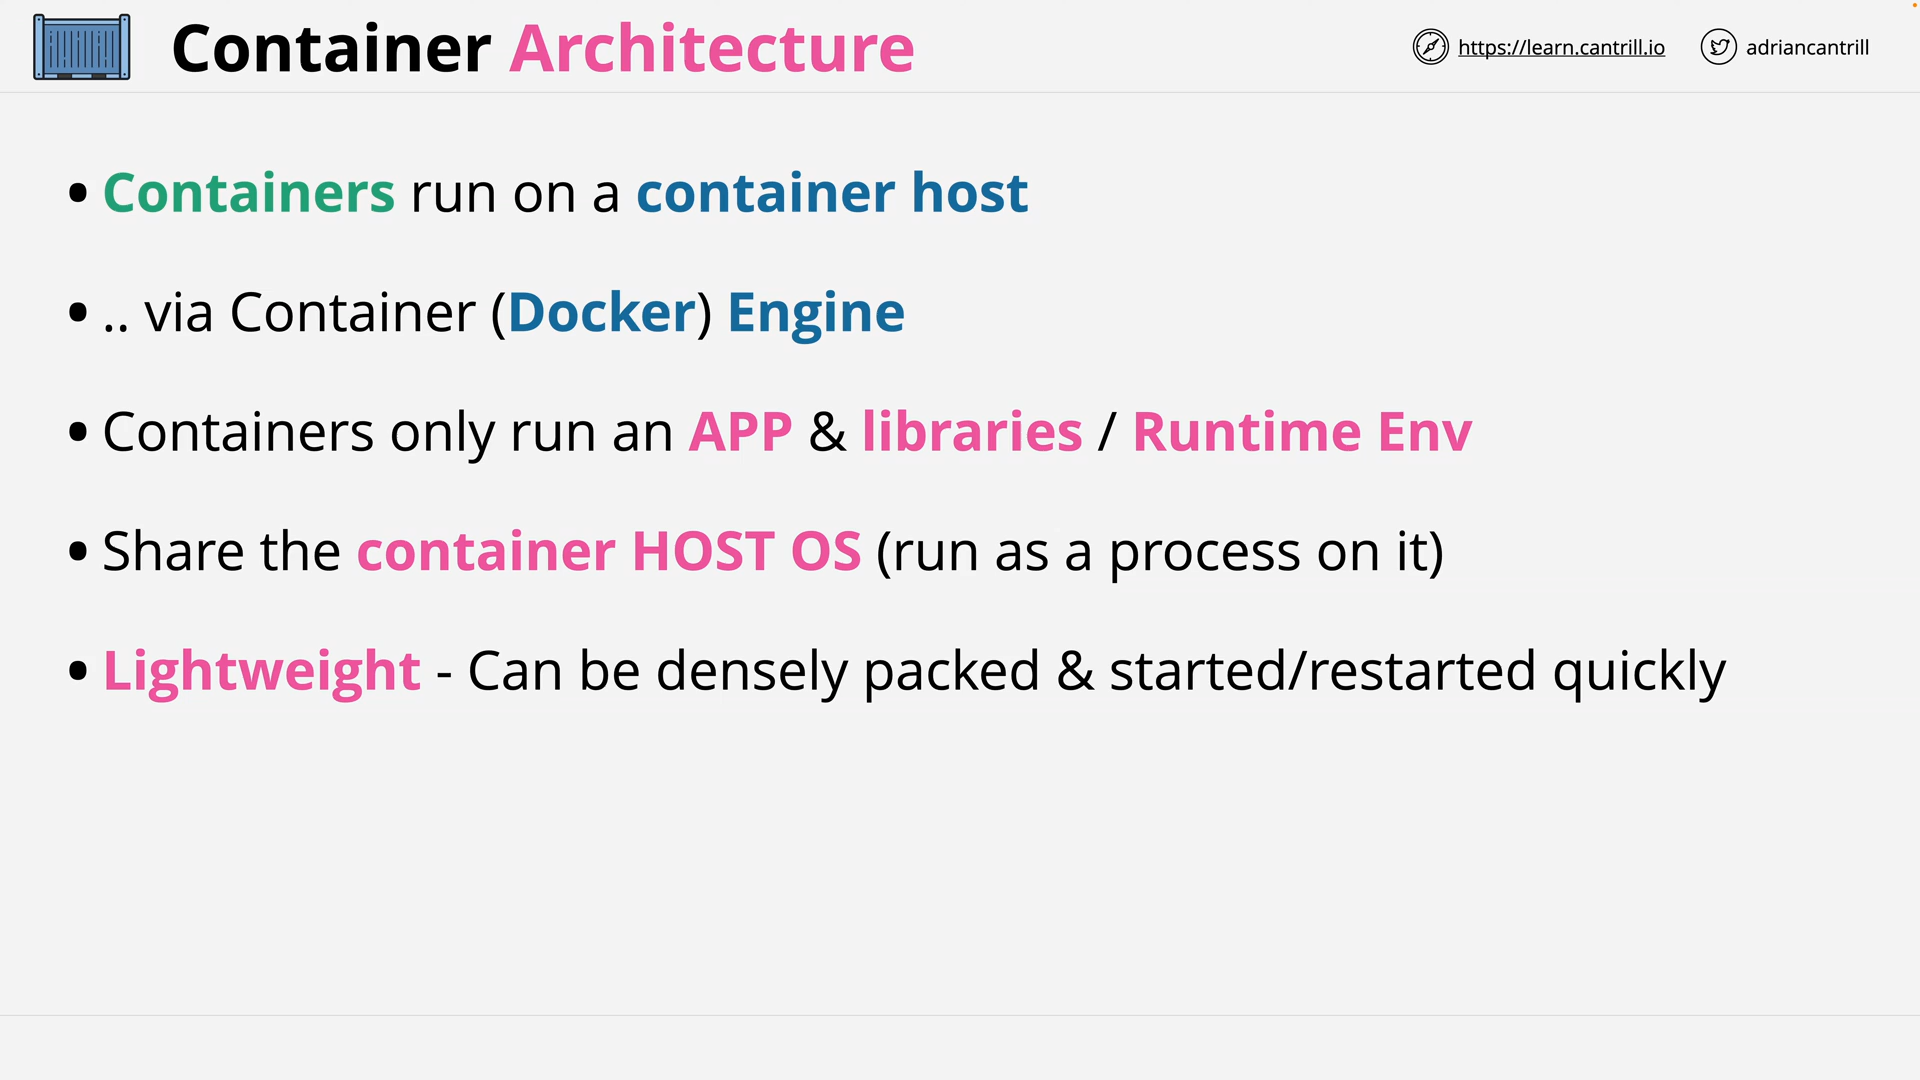 Container Architecture
https://learn.cantrill.io
adriancantrill
• Containers run on a container host
• .. via Container (Docker) Engine
• Containers only run an APP & libraries / Runtime Env
• Share the container HOST OS (run as a process on it)
• Lightweight - Can be densely packed & started/restarted quickly